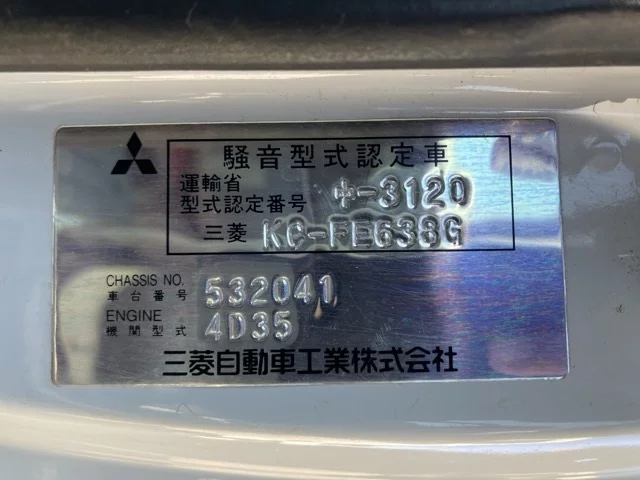 騒音型式認定車
運輸省
型式認定番号 中-3120
三菱 KC-FE638G
CHASSIS NO.
車台番号 532041
ENGINE
機関型式 4D35
三菱自動車工業株式会社